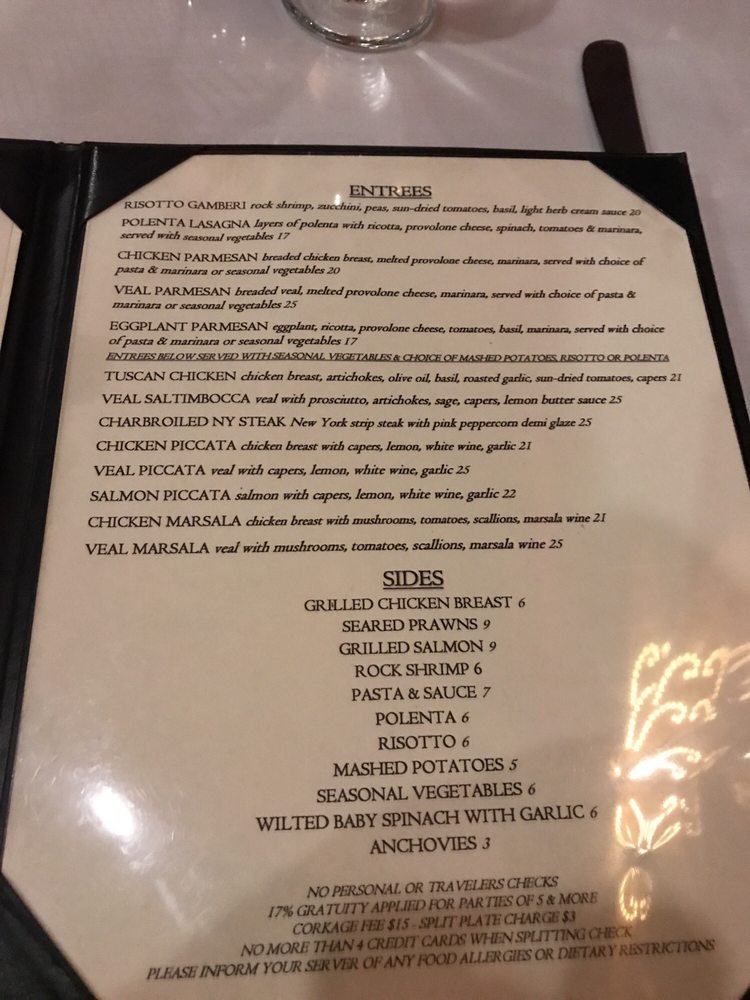 ENTREES
RISOTTO GAMBERI rock shrimp, zucchini, peas, sun-dried tomatoes, basil, light herb cream sauce 20
POLENTA LASAGNA layers of polenta with ricotta, provolone cheese, spinach, tomatoes & marinara,
served with seasonal vegetables 17
CHICKEN PARMESAN breaded chicken breast, melted provolone cheese, marinara, served with choice of
pasta & marinara or seasonal vegetables 20
VEAL PARMESAN breaded veal, melted provolone cheese, marinara, served with choice of pasta &
marinara or seasonal vegetables 25
EGGPLANT PARMESAN eggplant, ricotta, provolone cheese, tomatoes, basil, marinara, served with choice
of pasta & marinara or seasonal vegetables 17
ENTREES BELOW SERVED WITH SEASONAL VEGETABLES & CHOICE OF MASHED POTATOES, RISOTTO OR POLENTA
TUSCAN CHICKEN chicken breast, artichokes, olive oil, basil, roasted garlic, sun-dried tomatoes, capers 21
VEAL SALTIMBOCCA veal with prosciutto, artichokes, sage, capers, lemon butter sauce 25
CHARBROILED NY STEAK New York strip steak with pink peppercorn demi glaze 25
CHICKEN PICCATA chicken breast with capers, lemon, white wine, garlic 21
VEAL PICCATA veal with capers, lemon, white wine, garlic 25
SALMON PICCATA salmon with capers, lemon, white wine, garlic 22
CHICKEN MARSALA chicken breast with mushrooms, tomatoes, scallions, marsala wine 21
VEAL MARSALA veal with mushrooms, tomatoes, scallions, marsala wine 25
SIDES
GRILLED CHICKEN BREAST 6
SEARED PRAWNS 9
GRILLED SALMON 9
ROCK SHRIMP 6
PASTA & SAUCE 7
POLENTA 6
RISOTTO 6
MASHED POTATOES 5
SEASONAL VEGETABLES 6
WILTED BABY SPINACH WITH GARLIC 6
ANCHOVIES 3
NO PERSONAL OR TRAVELERS CHECKS
17% GRATUITY APPLIED FOR PARTIES OF 5 & MORE
CORKAGE FEE $15 - SPLIT PLATE CHARGE $3
NO MORE THAN 4 CREDIT CARDS WHEN SPLITTING CHECK
PLEASE INFORM YOUR SERVER OF ANY FOOD ALLERGIES OR DIETARY RESTRICTIONS